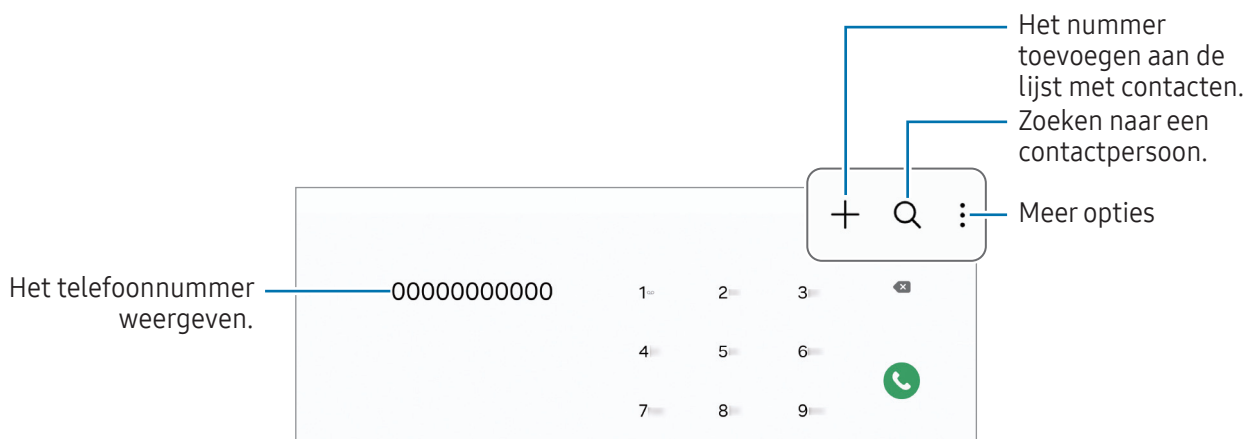 Het nummer
toevoegen aan de
lijst met contacten.
Zoeken naar een
contactpersoon.
Meer opties
Het telefoonnummer
weergeven.
00000000000
1 2 3
4 5 6
7 8 9